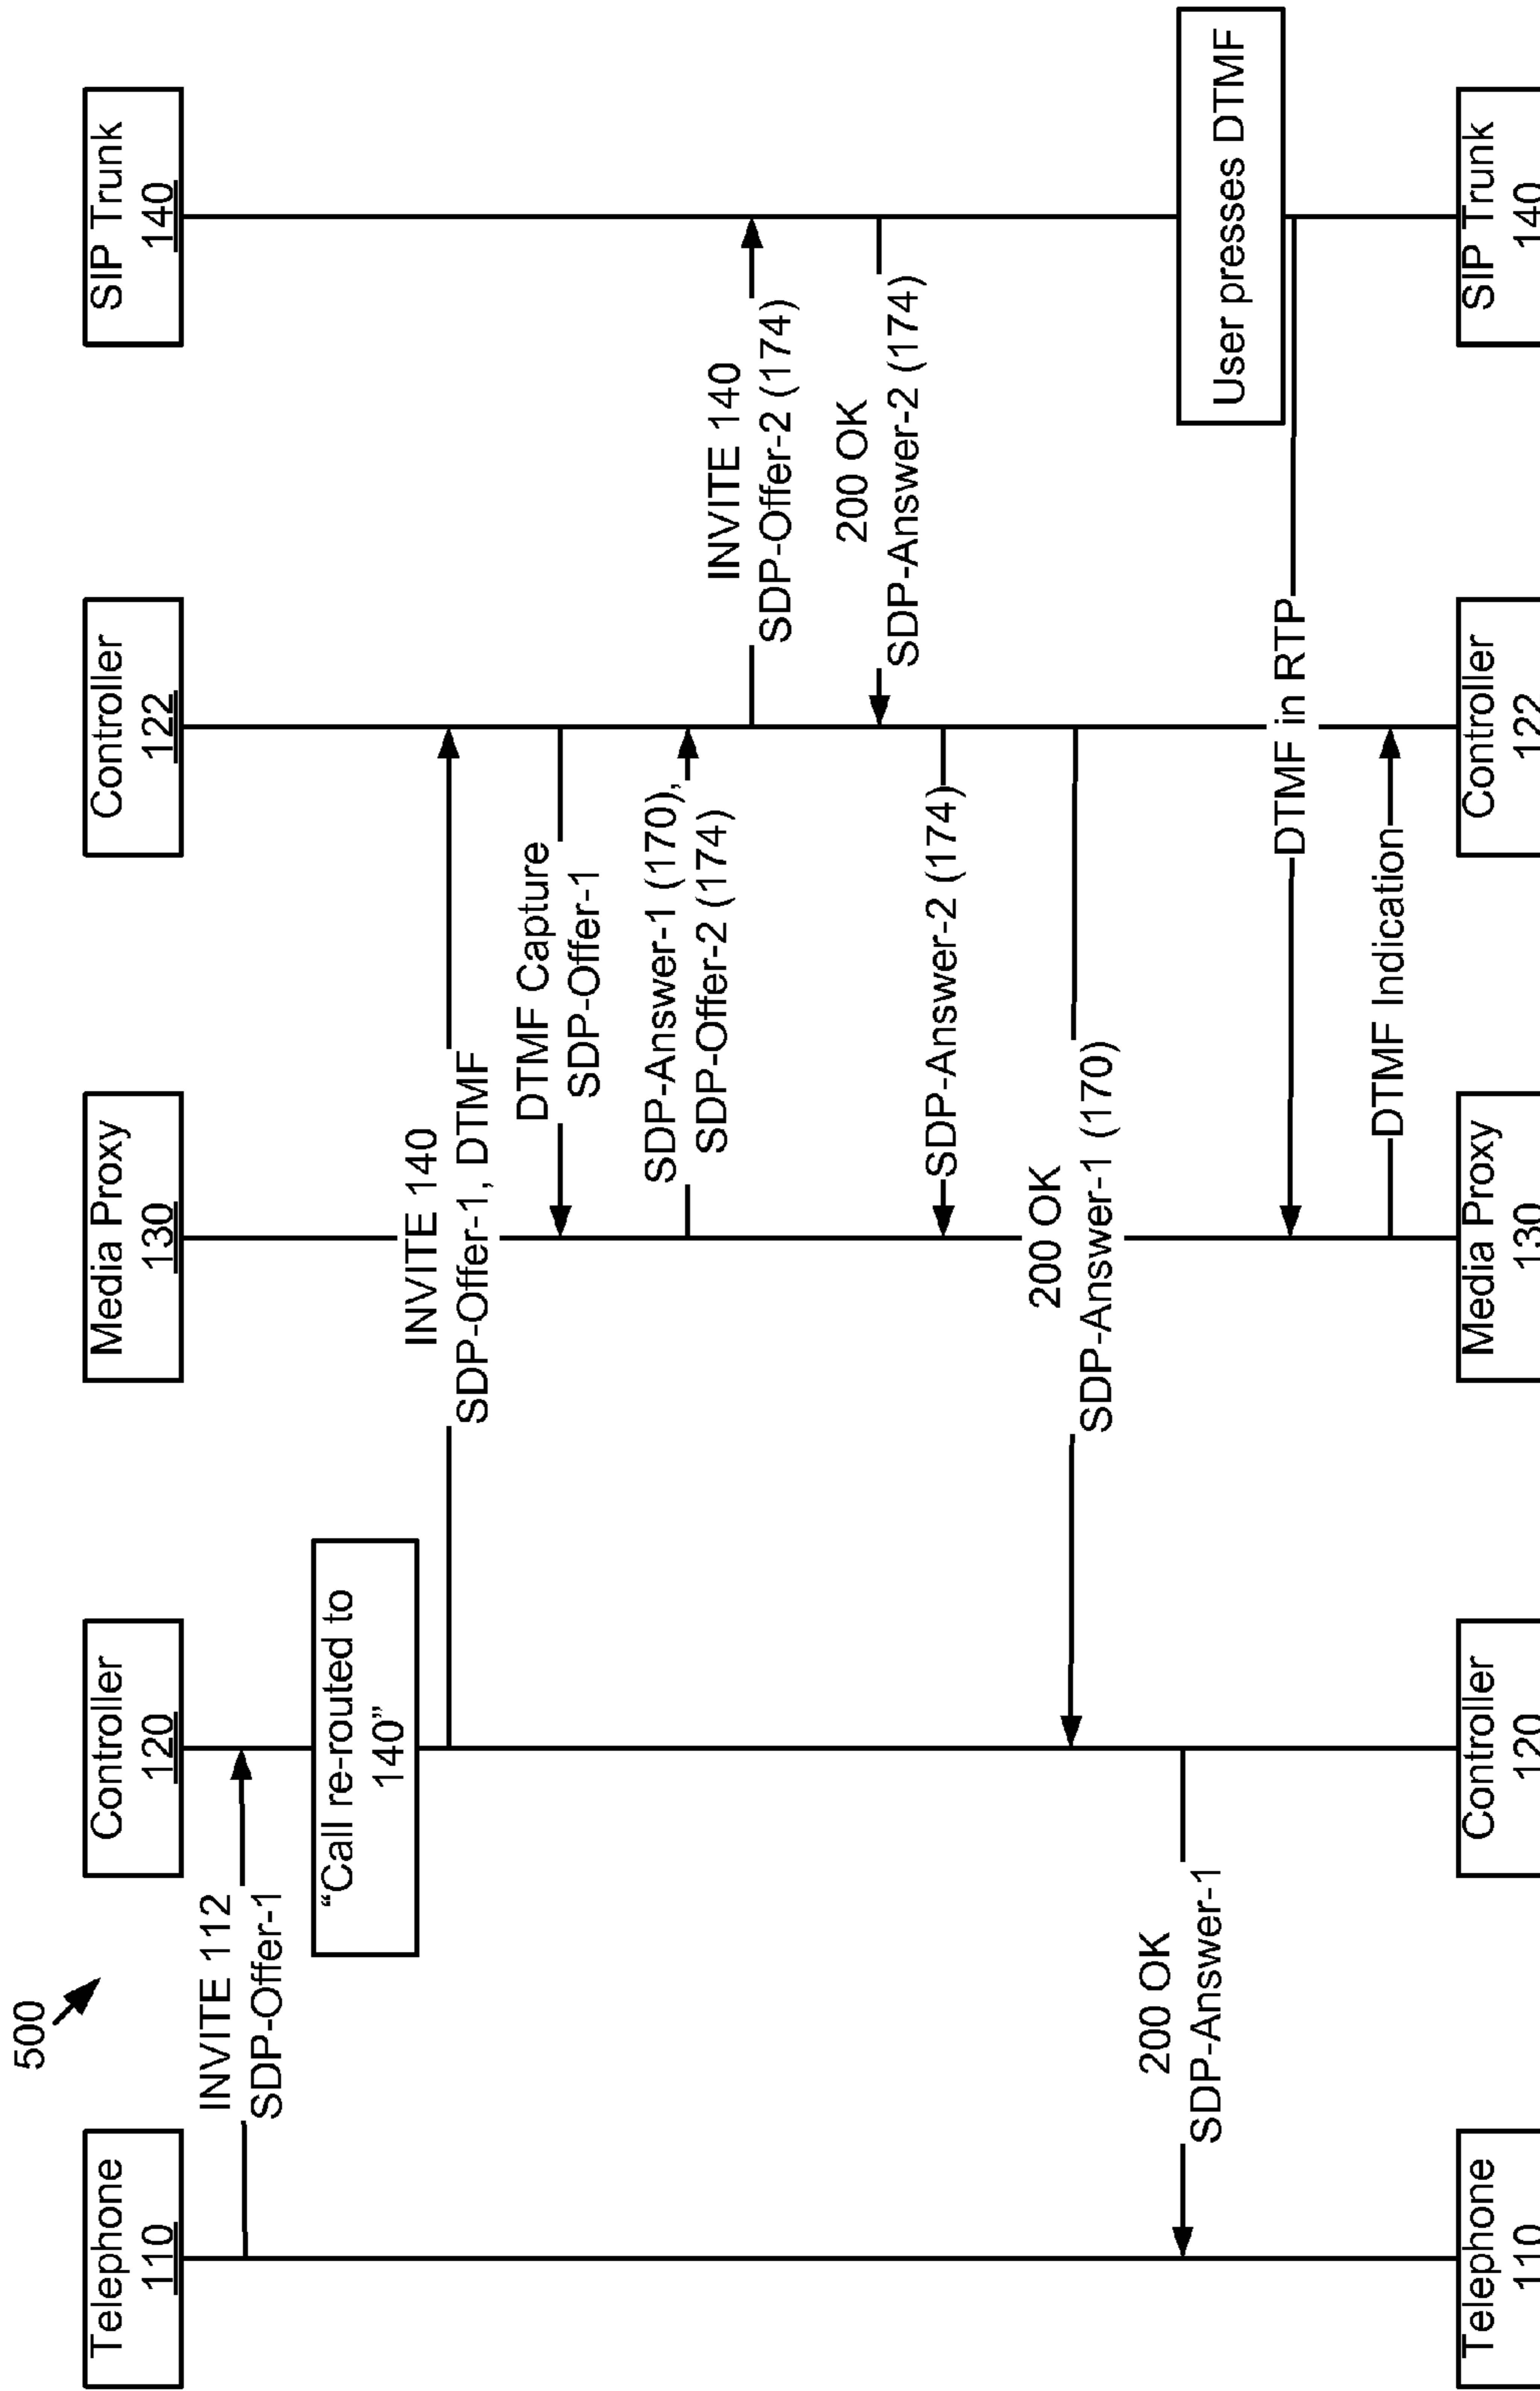 500
Telephone
110
Controller
120
Media Proxy
130
Controller
122
SIP Trunk
140
INVITE 112
SDP-Offer-1
“Call re-routed to
140”
INVITE 140
SDP-Offer-1, DTMF
DTMF Capture
SDP-Offer-1
SDP-Answer-1 (170),
SDP-Offer-2 (174)
INVITE 140
SDP-Offer-2 (174)
200 OK
SDP-Answer-2 (174)
SDP-Answer-2 (174)
200 OK
SDP-Answer-1 (170)
200 OK
SDP-Answer-1
User presses DTMF
DTMF in RTP
DTMF Indication
Telephone
110
Controller
120
Media Proxy
130
Controller
122
SIP Trunk
140